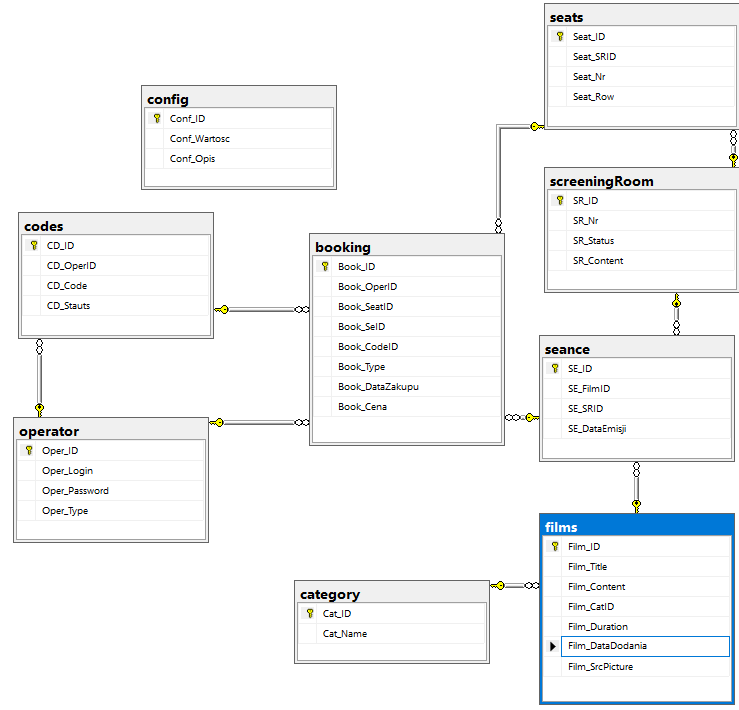 seats
Seat_ID
Seat_SRID
Seat_Nr
Seat_Row
config
Conf_ID
Conf_Wartosc
Conf_Opis
screeningRoom
SR_ID
SR_Nr
SR_Status
SR_Content
codes
CD_ID
CD_OperID
CD_Code
CD_Stauts
booking
Book_ID
Book_OperID
Book_SeatID
Book_SeID
Book_CodeID
Book_Type
Book_DataZakupu
Book_Cena
seance
SE_ID
SE_FilmID
SE_SRID
SE_DataEmisji
operator
Oper_ID
Oper_Login
Oper_Password
Oper_Type
films
Film_ID
Film_Title
Film_Content
Film_CatID
Film_Duration
Film_DataDodania
Film_SrcPicture
category
Cat_ID
Cat_Name